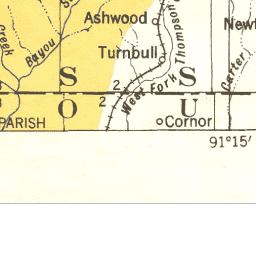 Ashwood
Thompson
Newt
Creek
Turnbull
Bayou
Carter
S
S
2
West Fork
2
O
U
PARISH
Cornor
91°15'